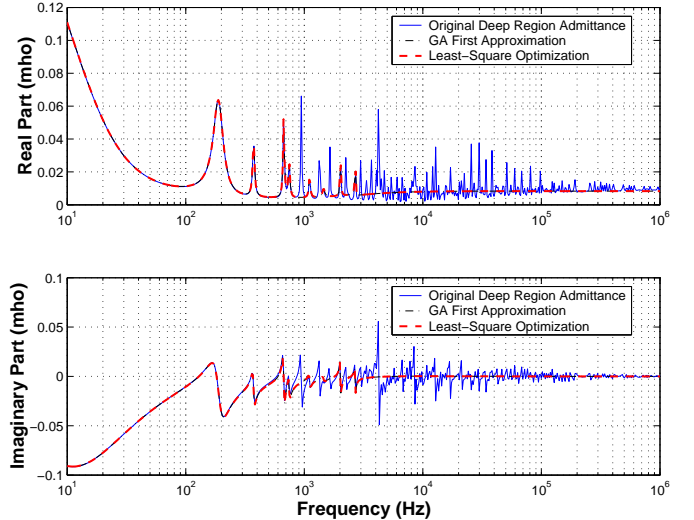 0.12
0.1
0.08
0.06
0.04
0.02
0
Real Part (mho)
Original Deep Region Admittance
GA First Approximation
Least−Square Optimization
10^1 10^2 10^3 10^4 10^5 10^6
0.1
0.05
0
−0.05
−0.1
Imaginary Part (mho)
Original Deep Region Admittance
GA First Approximation
Least−Square Optimization
10^1 10^2 10^3 10^4 10^5 10^6
Frequency (Hz)